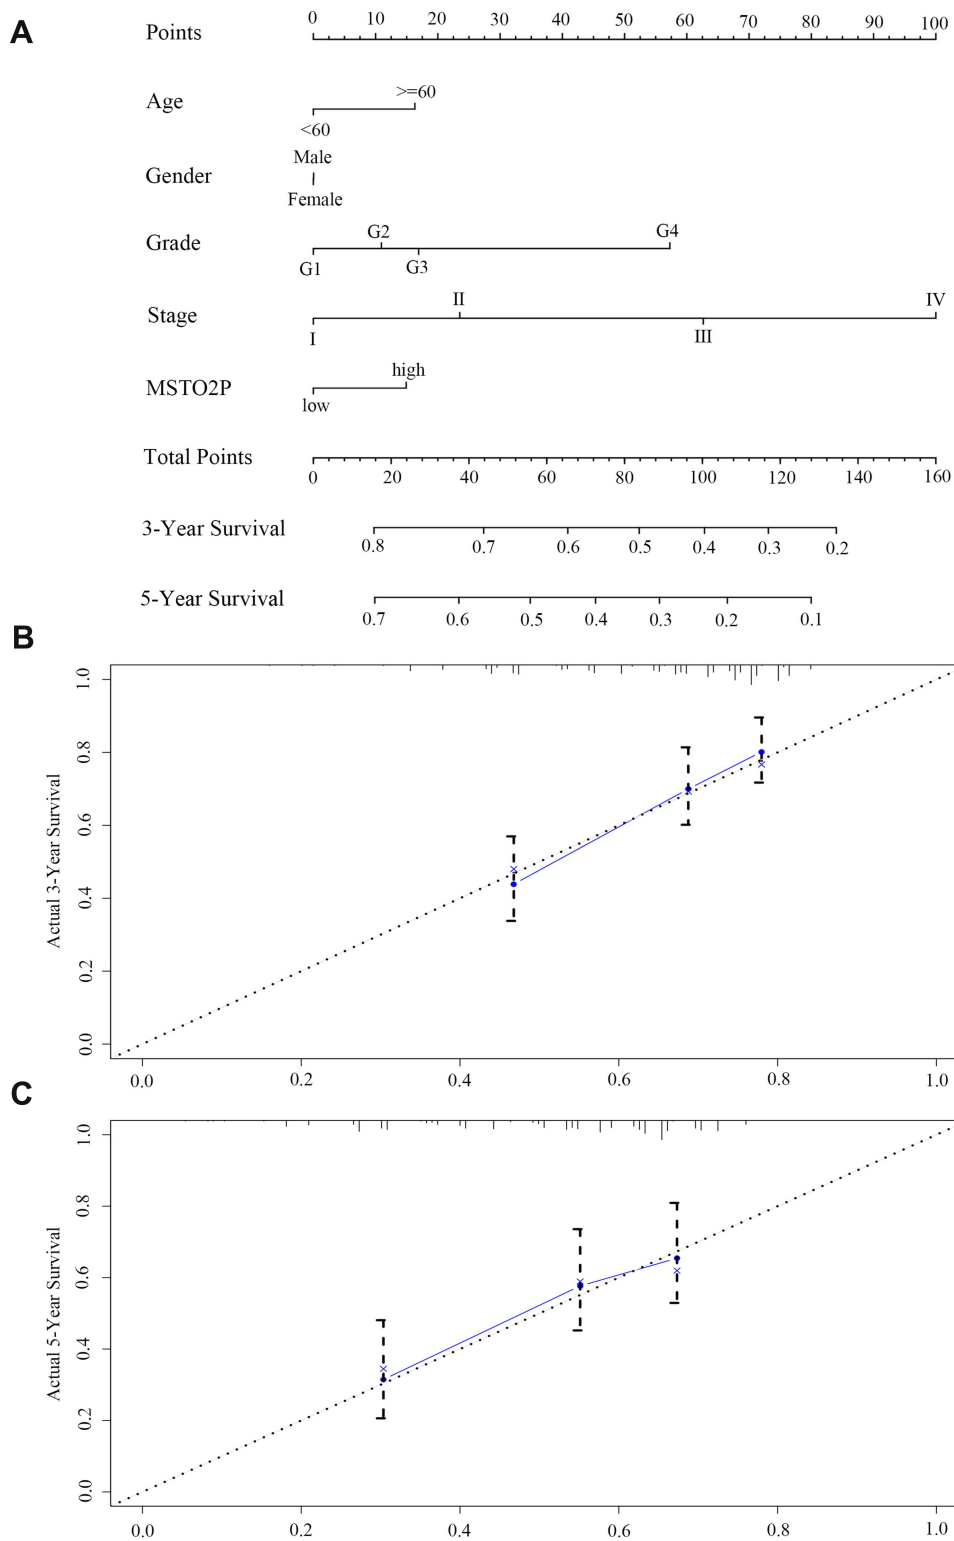 A
Points
0 10 20 30 40 50 60 70 80 90 100
Age
>=60
<60
Gender
Male
Female
Grade
G2 G4
G1 G3
Stage
II IV
I III
MSTO2P
high
low
Total Points
0 20 40 60 80 100 120 140 160
3-Year Survival
0.8 0.7 0.6 0.5 0.4 0.3 0.2
5-Year Survival
0.7 0.6 0.5 0.4 0.3 0.2 0.1
B
Actual 3-Year Survival
1.0
0.8
0.6
0.4
0.2
0.0
0.0 0.2 0.4 0.6 0.8 1.0
C
Actual 5-Year Survival
1.0
0.8
0.6
0.4
0.2
0.0
0.0 0.2 0.4 0.6 0.8 1.0